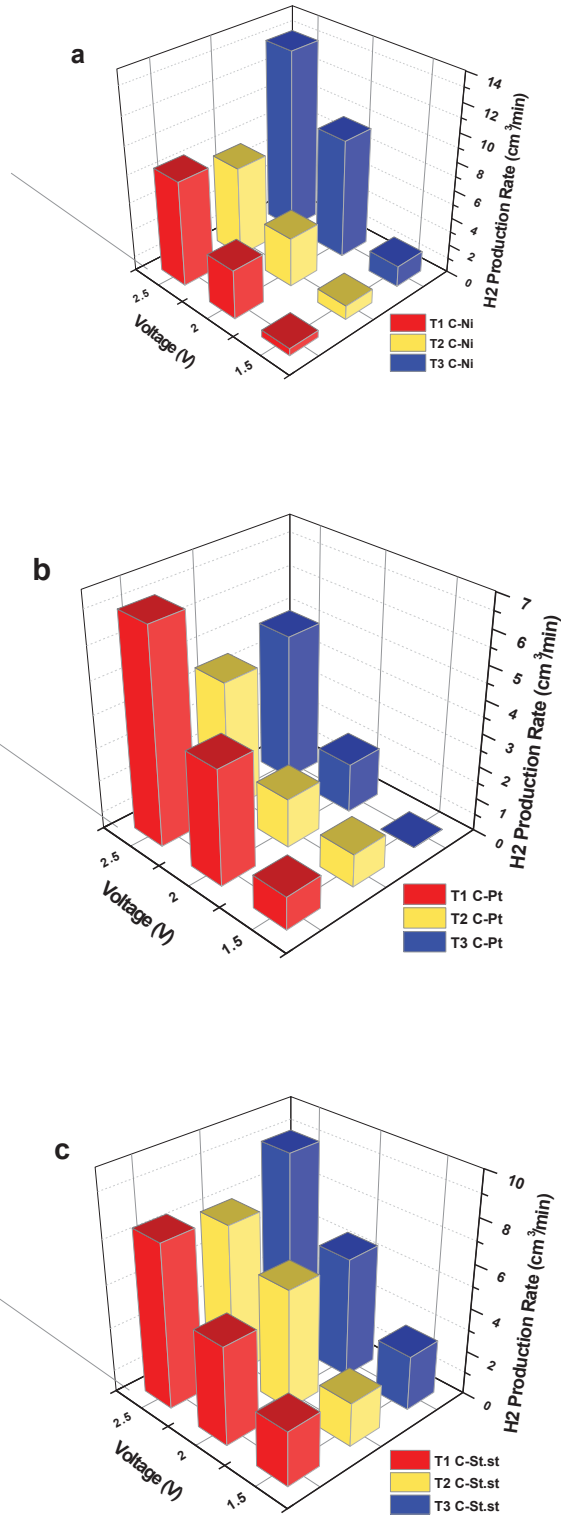 a
14
12
10
8
6
4
2
0
H2 Production Rate (cm³/min)
2.5
2
1.5
Voltage (V)
T1 C-Ni
T2 C-Ni
T3 C-Ni
b
7
6
5
4
3
2
1
0
H2 Production Rate (cm³/min)
2.5
2
1.5
Voltage (V)
T1 C-Pt
T2 C-Pt
T3 C-Pt
c
10
8
6
4
2
0
H2 Production Rate (cm³/min)
2.5
2
1.5
Voltage (V)
T1 C-St.st
T2 C-St.st
T3 C-St.st